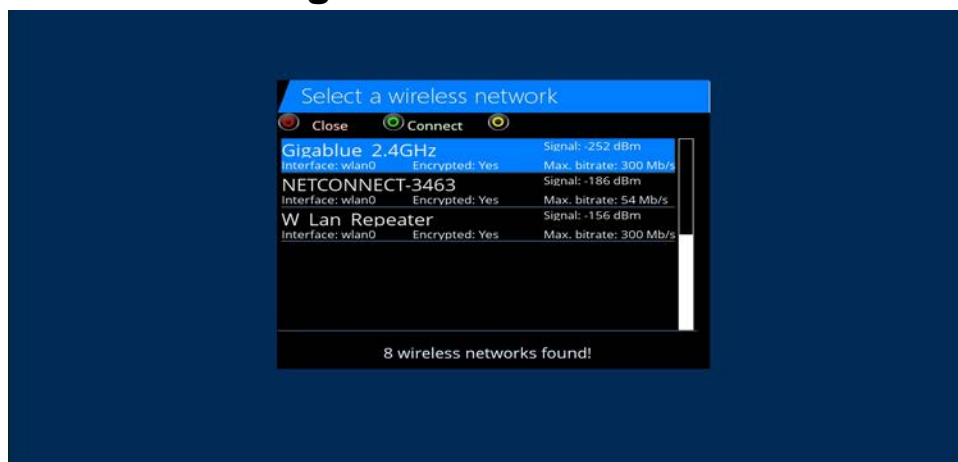 Select a wireless network
Close Connect
Gigablue 2.4GHz Signal: -252 dBm
Interface: wlan0 Encrypted: Yes Max. bitrate: 300 Mb/s
NETCONNECT-3463 Signal: -186 dBm
Interface: wlan0 Encrypted: Yes Max. bitrate: 54 Mb/s
W Lan Repeater Signal: -156 dBm
Interface: wlan0 Encrypted: Yes Max. bitrate: 300 Mb/s
8 wireless networks found!